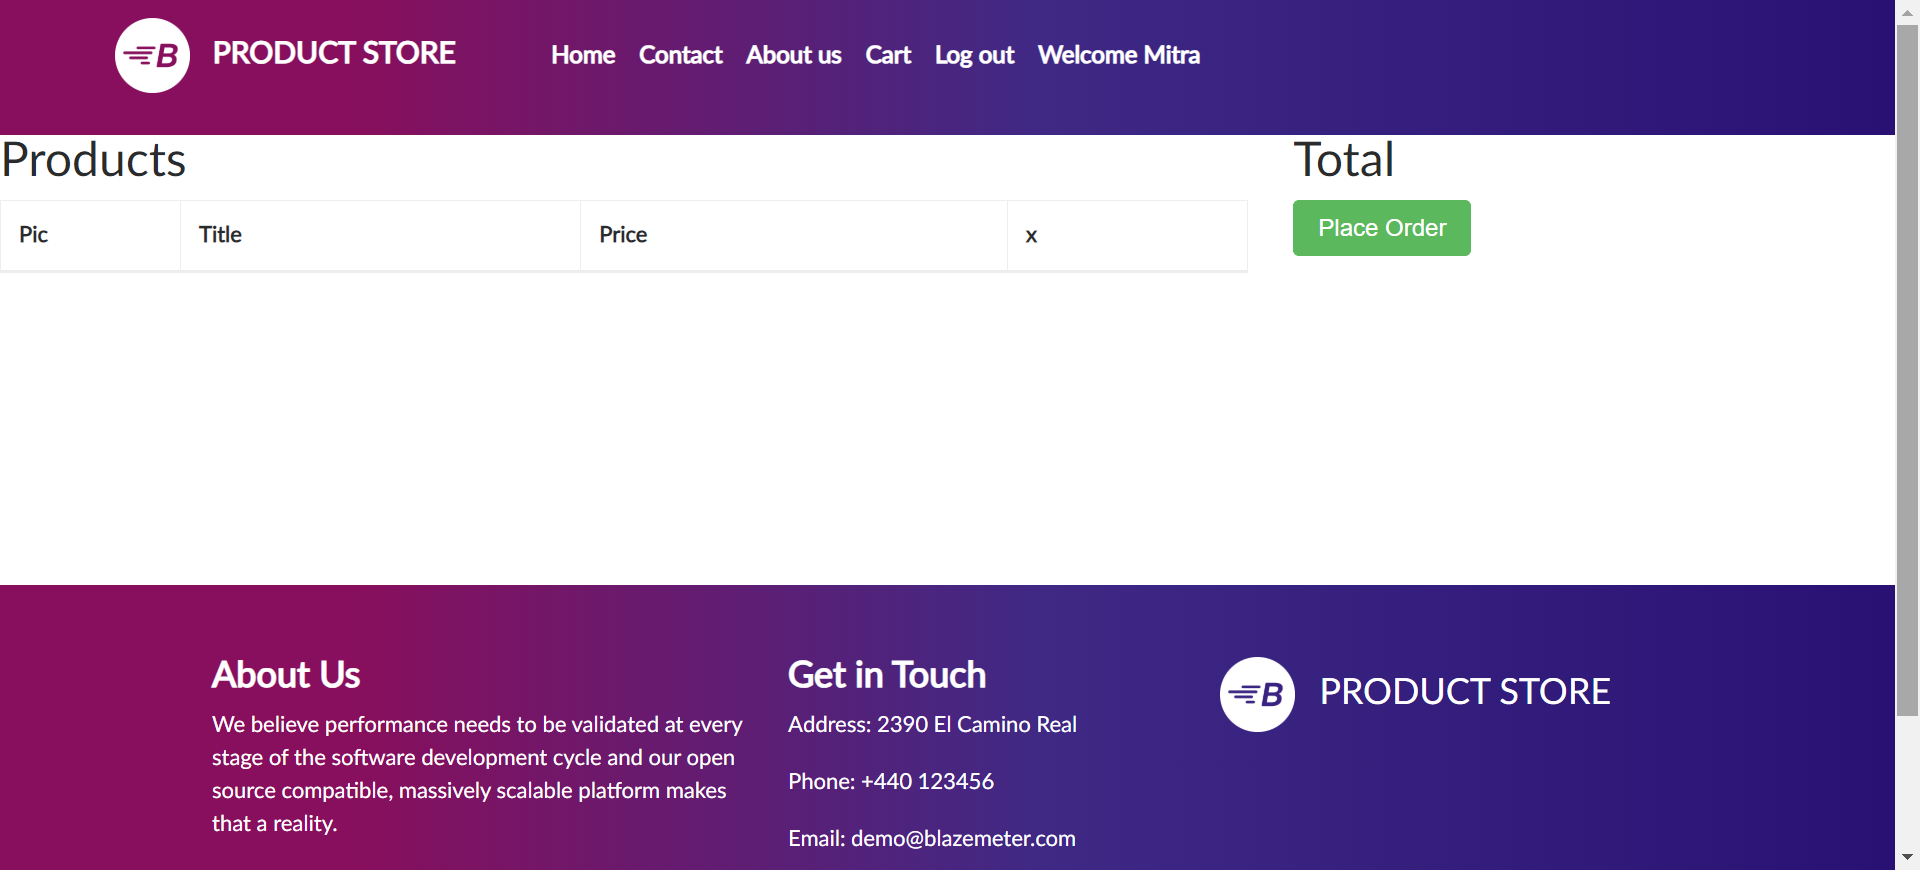 B PRODUCT STORE Home Contact About us Cart Log out Welcome Mitra
Products
Total
Pic Title Price x
Place Order
About Us
We believe performance needs to be validated at every
stage of the software development cycle and our open
source compatible, massively scalable platform makes
that a reality.
Get in Touch
Address: 2390 El Camino Real
Phone: +440 123456
Email: demo@blazemeter.com
B PRODUCT STORE